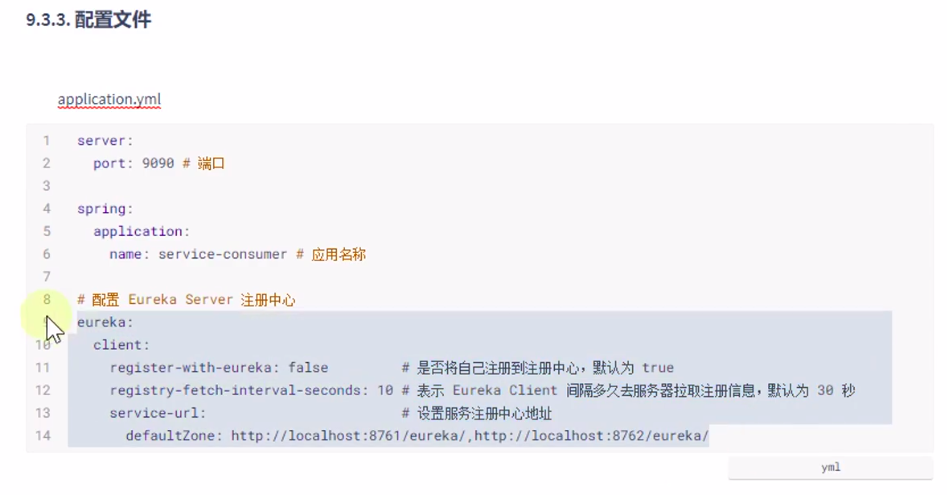 9.3.3. 配置文件
application.yml
1 server:
2   port: 9090 # 端口
3
4 spring:
5   application:
6     name: service-consumer # 应用名称
7
8 # 配置 Eureka Server 注册中心
9 eureka:
10   client:
11     register-with-eureka: false         # 是否将自己注册到注册中心，默认为 true
12     registry-fetch-interval-seconds: 10 # 表示 Eureka Client 间隔多久去服务器拉取注册信息，默认为 30 秒
13     service-url:                        # 设置服务注册中心地址
14       defaultZone: http://localhost:8761/eureka/,http://localhost:8762/eureka/
yml